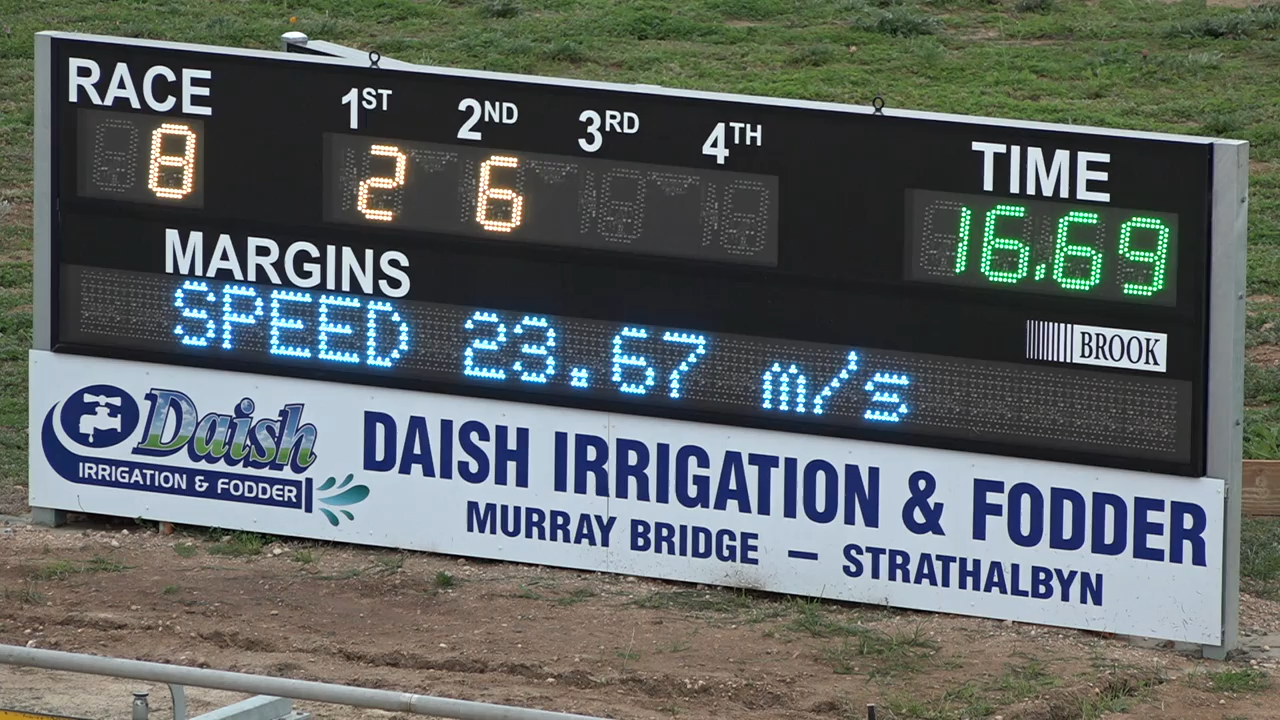 RACE 1ST 2ND 3RD 4TH TIME
8 2 6 16.69
MARGINS
SPEED 23.67 m/s
BROOK
Daish
IRRIGATION & FODDER
DAISH IRRIGATION & FODDER
MURRAY BRIDGE — STRATHALBYN